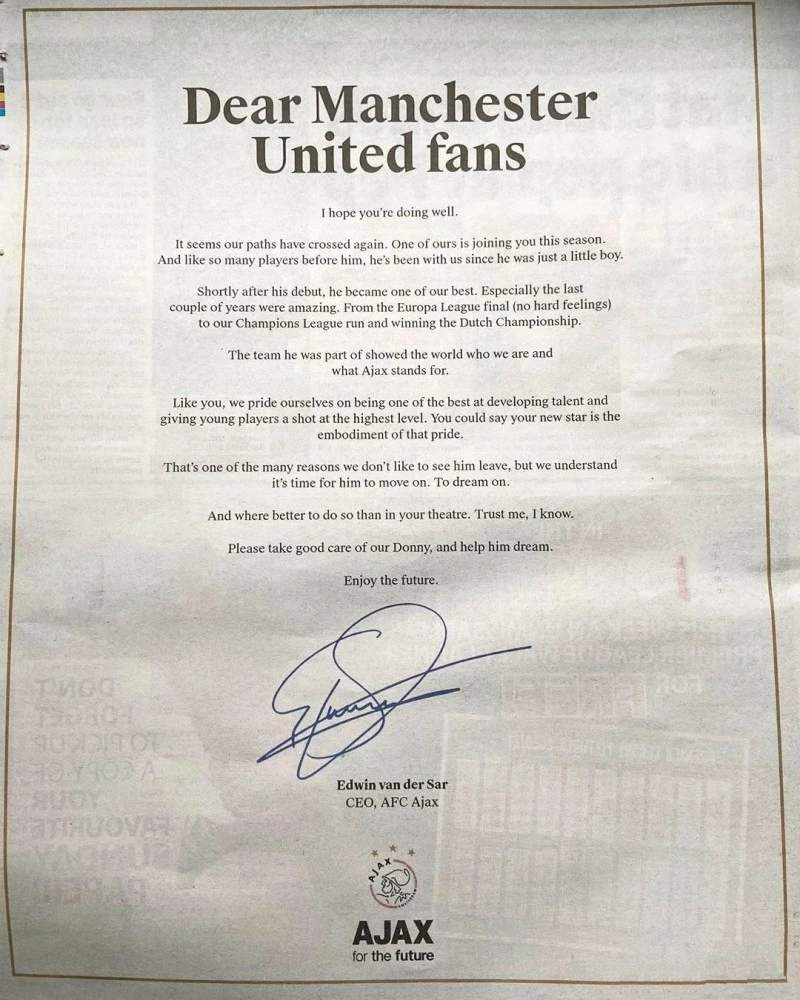 Dear Manchester
United fans
I hope you're doing well.
It seems our paths have crossed again. One of ours is joining you this season.
And like so many players before him, he's been with us since he was just a little boy.
Shortly after his debut, he became one of our best. Especially the last
couple of years were amazing. From the Europa League final (no hard feelings)
to our Champions League run and winning the Dutch Championship.
The team he was part of showed the world who we are and
what Ajax stands for.
Like you, we pride ourselves on being one of the best at developing talent and
giving young players a shot at the highest level. You could say your new star is the
embodiment of that pride.
That's one of the many reasons we don't like to see him leave, but we understand
it's time for him to move on. To dream on.
And where better to do so than in your theatre. Trust me, I know.
Please take good care of our Donny, and help him dream.
Enjoy the future.
Edwin van der Sar
CEO, AFC Ajax
AJAX
AJAX
for the future